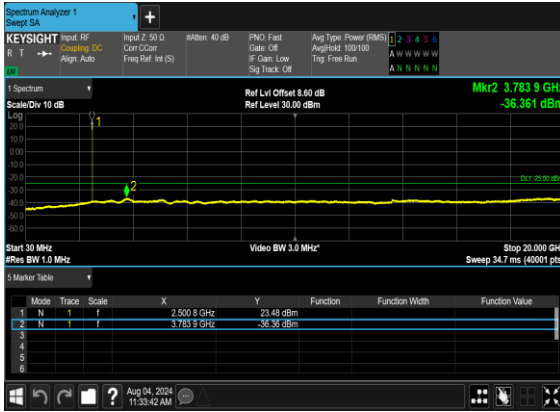 Spectrum Analyzer 1
Swept SA
+
KEYSIGHT Input: RF Input Z: 50 Ω #Atten: 40 dB PNO: Fast Avg Type: Power (RMS) 1 2 3 4 5 6
R T Coupling: DC Corr CCorr Gate: Off Avg|Hold: 100/100 A W W W W W
Align: Auto Freq Ref: Int (S) IF Gain: Low Trig: Free Run
Sig Track: Off A N N N N N
1 Spectrum
Ref Lvl Offset 8.60 dB Mkr2 3.783 9 GHz
Scale/Div 10 dB Ref Level 30.00 dBm -36.361 dBm
Log
1
20.0
10.0
0.00
-10.0
-20.0
DL1 25.00 dBm
2
-30.0
-40.0
-50.0
-60.0
Start 30 MHz Video BW 3.0 MHz* Stop 20.000 GH
#Res BW 1.0 MHz Sweep 34.7 ms (40001 pts
5 Marker Table
Mode Trace Scale X Y Function Function Width Function Value
1 N 1 f 2.500 8 GHz 23.48 dBm
2 N 1 f 3.783 9 GHz -36.36 dBm
3
4
5
6
? Aug 04, 2024
11:33:42 AM